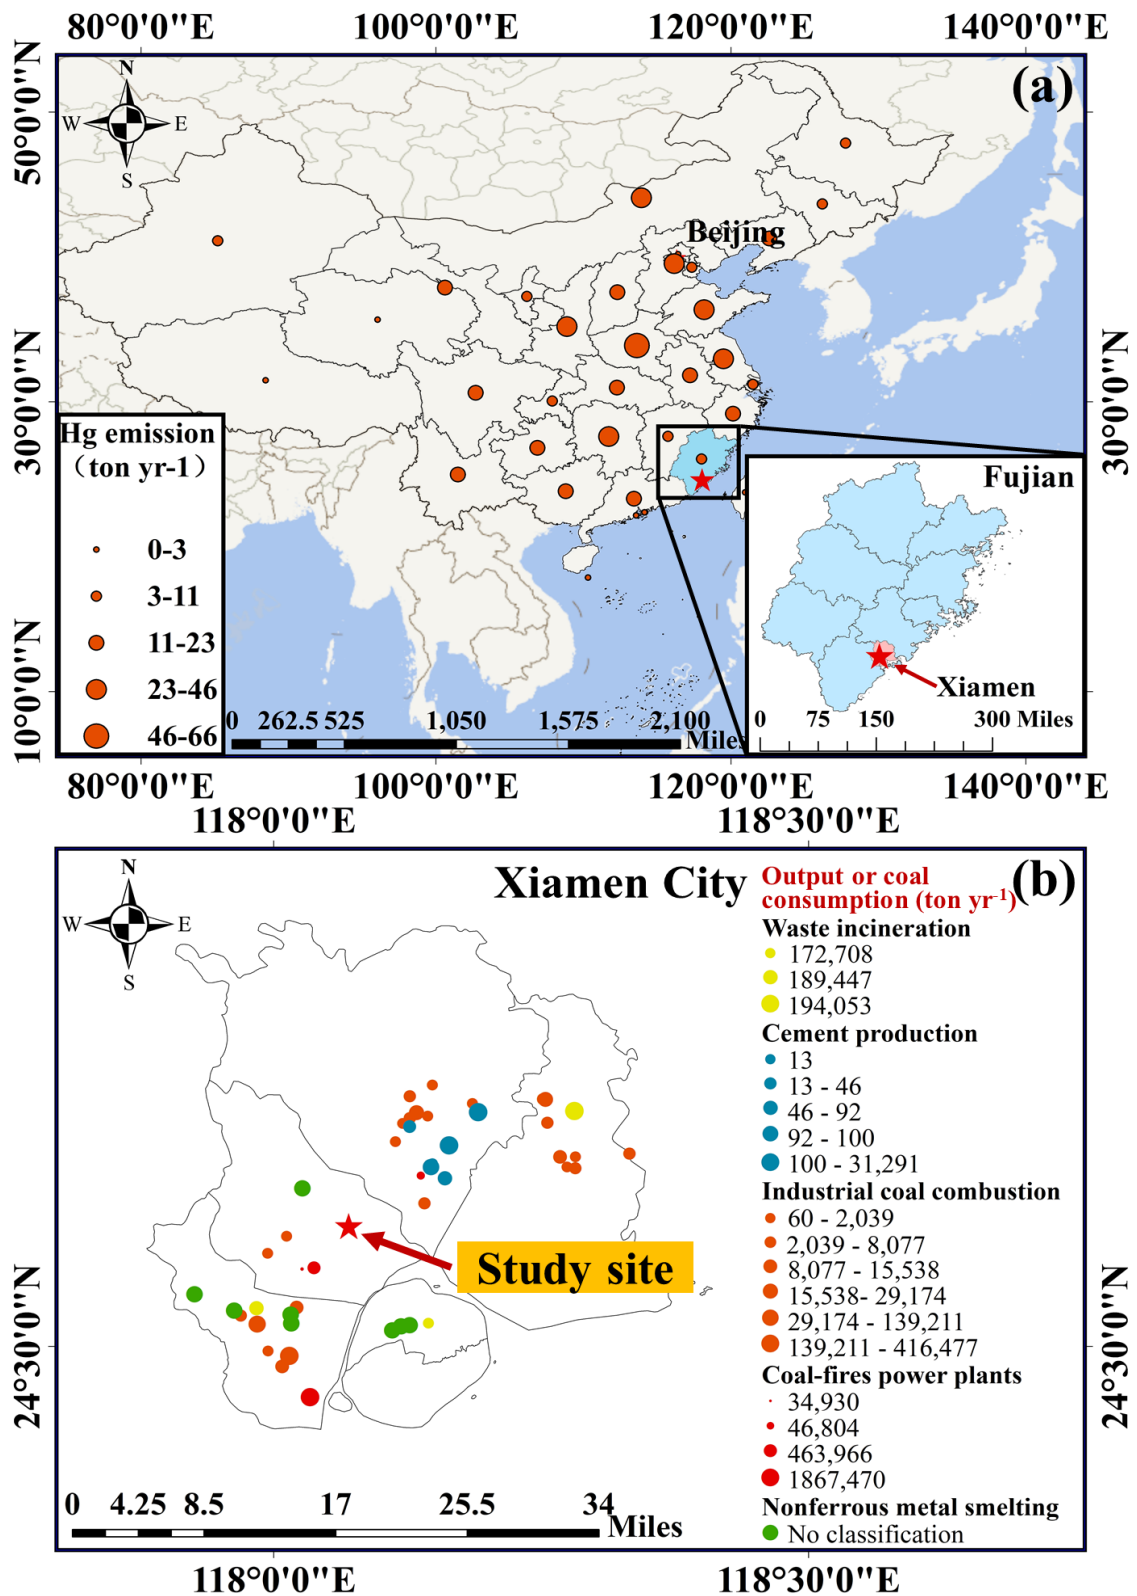 80°0'0"E 100°0'0"E 120°0'0"E 140°0'0"E
(a)
N
W E
S
50°0'0"N
30°0'0"N
10°0'0"N
30°0'0"N
Beijing
Hg emission
(ton yr-1)
0-3
3-11
11-23
23-46
46-66
0 262.5 525 1,050 1,575 2,100
Miles
Fujian
Xiamen
0 75 150 300 Miles
80°0'0"E 100°0'0"E 120°0'0"E 140°0'0"E
118°0'0"E 118°30'0"E
Xiamen City
(b)
N
W E
S
Output or coal
consumption (ton yr-1)
Waste incineration
172,708
189,447
194,053
Cement production
13
13 - 46
46 - 92
92 - 100
100 - 31,291
Industrial coal combustion
60 - 2,039
2,039 - 8,077
8,077 - 15,538
15,538- 29,174
29,174 - 139,211
139,211 - 416,477
Coal-fires power plants
34,930
46,804
463,966
1867,470
Nonferrous metal smelting
No classification
Study site
24°30'0"N
24°30'0"N
0 4.25 8.5 17 25.5 34
Miles
118°0'0"E 118°30'0"E